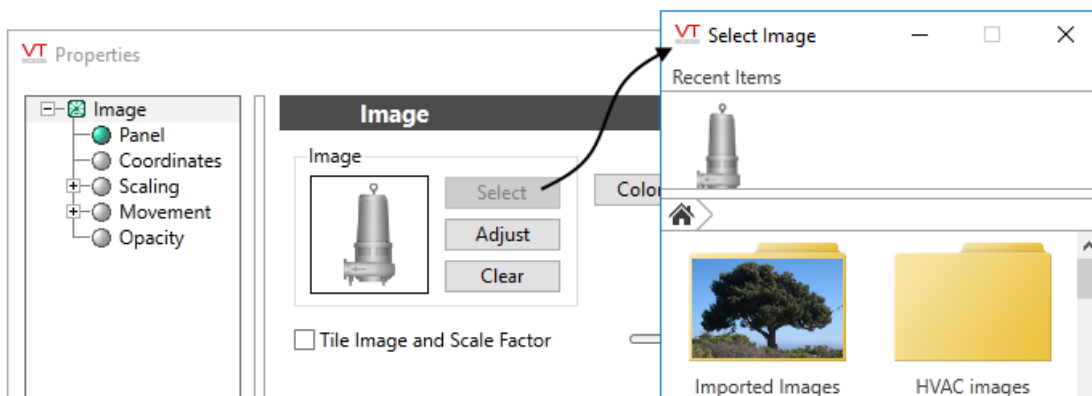 VT Properties
Image
Panel
Coordinates
Scaling
Movement
Opacity
Image
Image
Select
Adjust
Clear
Tile Image and Scale Factor
VT Select Image
Recent Items
Imported Images
HVAC images